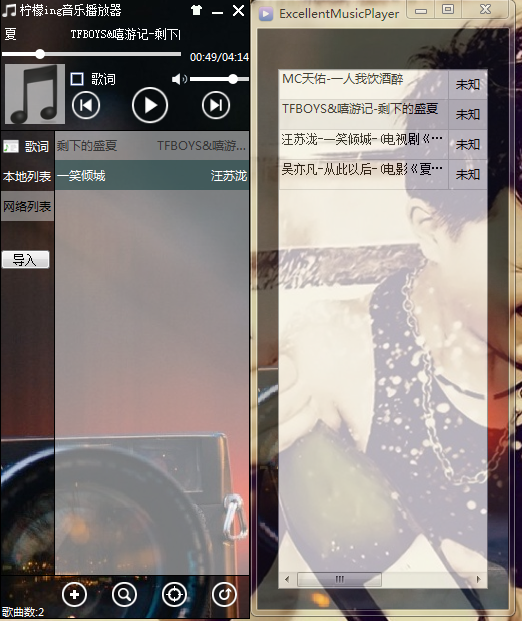 柠檬ing音乐播放器
夏 TFBOYS&嘻游记-剩下
00:49/04:14
歌词
歌词
本地列表
网络列表
导入
剩下的盛夏 TFBOYS&嘻游...
一笑倾城 汪苏泷
歌曲数:2
ExcellentMusicPlayer
MC天佑-一人我饮酒醉 未知
TFBOYS&嘻游记-剩下的盛夏 未知
汪苏泷-一笑倾城-(电视剧《… 未知
吴亦凡-从此以后-(电影《夏… 未知